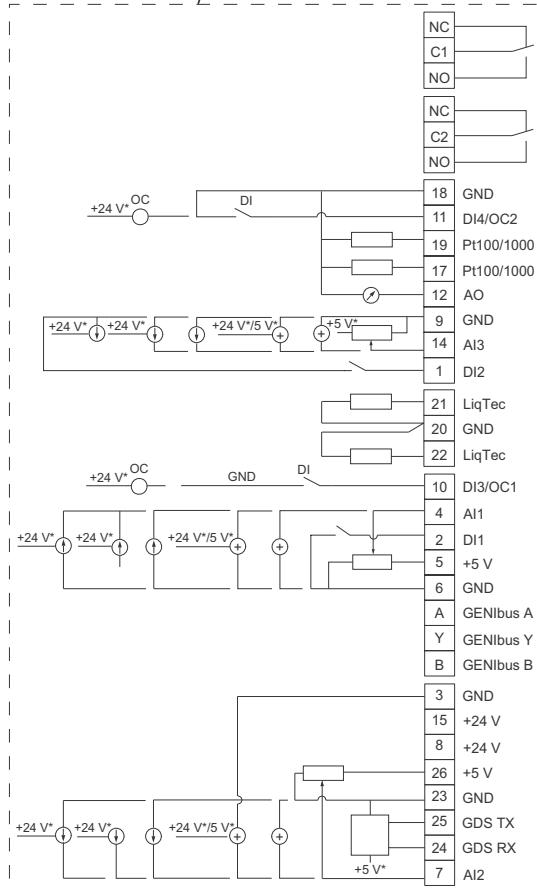 NC
C1
NO
NC
C2
NO
18 GND
+24 V* OC DI 11 DI4/OC2
19 Pt100/1000
17 Pt100/1000
12 AO
9 GND
+24 V* +24 V* +24 V*/5 V* +5 V*
14 AI3
1 DI2
21 LiqTec
20 GND
22 LiqTec
+24 V* OC GND DI 10 DI3/OC1
4 AI1
+24 V* +24 V* +24 V*/5 V* 2 DI1
5 +5 V
6 GND
A GENIbus A
Y GENIbus Y
B GENIbus B
3 GND
15 +24 V
8 +24 V
26 +5 V
23 GND
25 GDS TX
+24 V* +24 V* +24 V*/5 V*
24 GDS RX
+5 V*
7 AI2